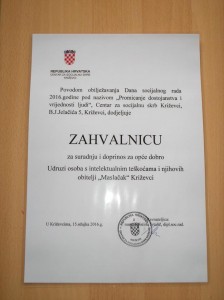 REPUBLIKA HRVATSKA
Povodom obilježavanja Dana socijalnog rada
2016.godine pod nazivom „Promicanje dostojanstva i
vrijednosti ljudi", Centar za socijalnu skrb Križevci,
B.J.Jelačića 5, Križevci, dodjeljuje
ZAHVALNICU
za suradnju i doprinos za opće dobro
Udruzi osoba s intelektualnim teškoćama i njihovih
obitelji „Maslačak" Križevci
U Križevcima, 15.ožujka 2016.g.